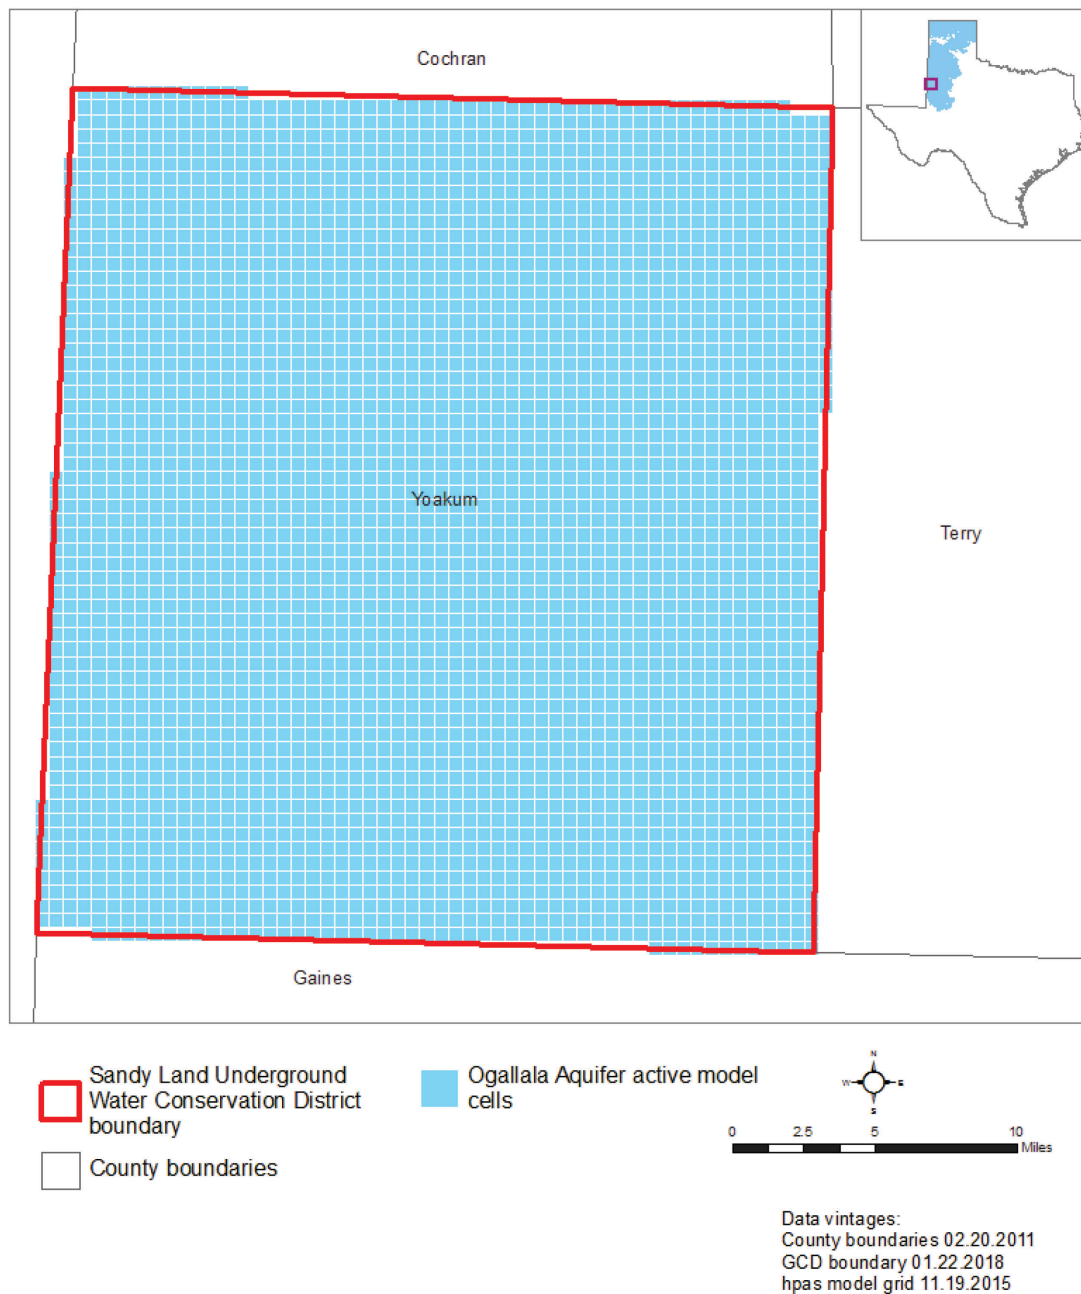 Cochran
Yoakum
Terry
Gaines
Sandy Land Underground
Water Conservation District
boundary
County boundaries
Ogallala Aquifer active model
cells
N
W
E
S
0 2.5 5 10
Miles
Data vintages:
County boundaries 02.20.2011
GCD boundary 01.22.2018
hpas model grid 11.19.2015